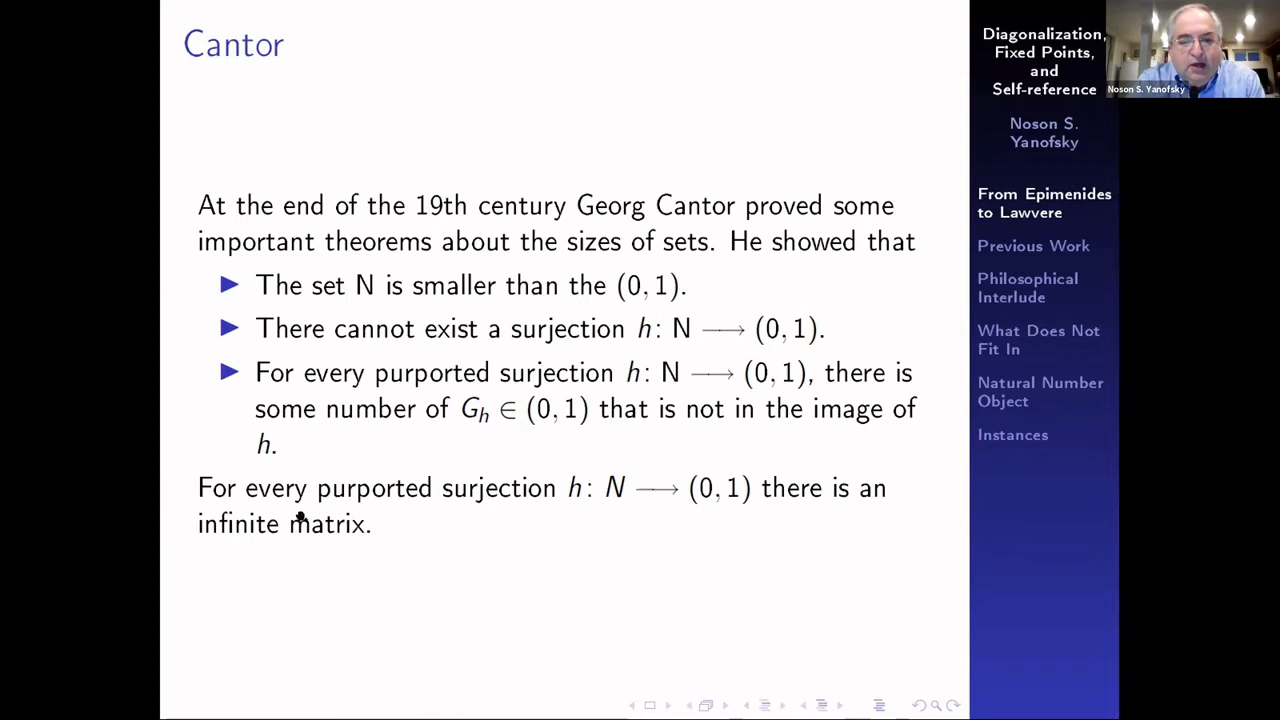 Cantor
At the end of the 19th century Georg Cantor proved some
important theorems about the sizes of sets. He showed that
▶ The set N is smaller than the (0, 1).
▶ There cannot exist a surjection h: N ⟶ (0, 1).
▶ For every purported surjection h: N ⟶ (0, 1), there is
some number of G_h ∈ (0, 1) that is not in the image of
h.
For every purported surjection h: N ⟶ (0, 1) there is an
infinite matrix.
Diagonalization,
Fixed Points,
and
Self-reference
Noson S.
Yanofsky
From Epimenides
to Lawvere
Previous Work
Philosophical
Interlude
What Does Not
Fit In
Natural Number
Object
Instances
Noson S. Yanofsky